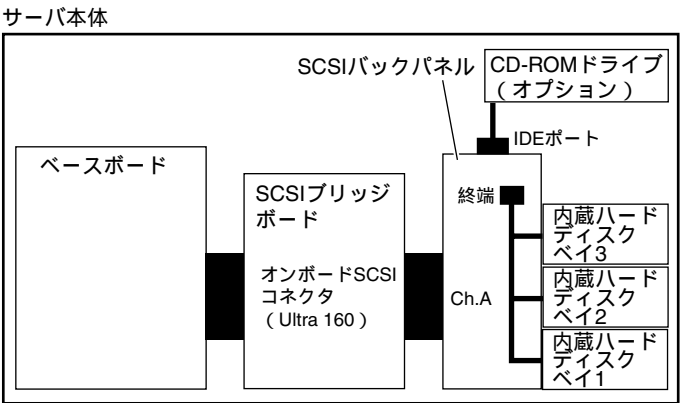 サーバ本体
SCSIバックパネル
CD-ROMドライブ
（オプション）
IDEポート
ベースボード
SCSIブリッジ
ボード
オンボードSCSI
コネクタ
（Ultra 160）
終端
Ch.A
内蔵ハード
ディスク
ベイ3
内蔵ハード
ディスク
ベイ2
内蔵ハード
ディスク
ベイ1